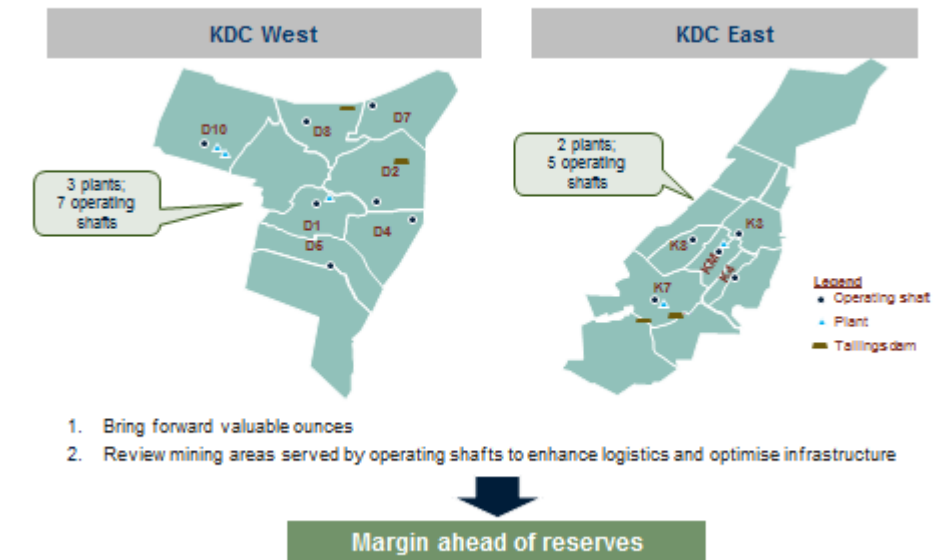 KDC West
KDC East
D10
D8
D7
D2
D1
D4
D5
3 plants;
7 operating
shafts
2 plants;
5 operating
shafts
K3
K8
KM
K4
K7
Legend
Operating shaft
Plant
Tailings dam
1. Bring forward valuable ounces
2. Review mining areas served by operating shafts to enhance logistics and optimise infrastructure
Margin ahead of reserves